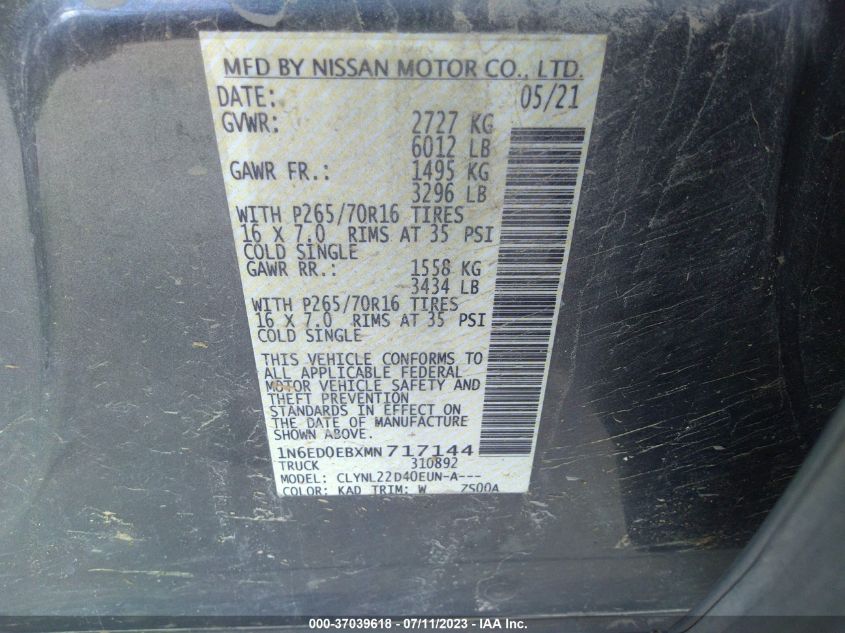 MFD BY NISSAN MOTOR CO., LTD.
DATE: 05/21
GVWR: 2727 KG
6012 LB
GAWR FR.: 1495 KG
3296 LB
WITH P265/70R16 TIRES
16 X 7.0 RIMS AT 35 PSI
COLD SINGLE
GAWR RR.: 1558 KG
3434 LB
WITH P265/70R16 TIRES
16 X 7.0 RIMS AT 35 PSI
COLD SINGLE
THIS VEHICLE CONFORMS TO
ALL APPLICABLE FEDERAL
MOTOR VEHICLE SAFETY AND
THEFT PREVENTION
STANDARDS IN EFFECT ON
THE DATE OF MANUFACTURE
SHOWN ABOVE.
1N6ED0EBXMN717144
TRUCK 310892
MODEL: CLYNL22D40EUN-A---
COLOR: KAD TRIM: W 7S00A
000-37039618 - 07/11/2023 - IAA Inc.